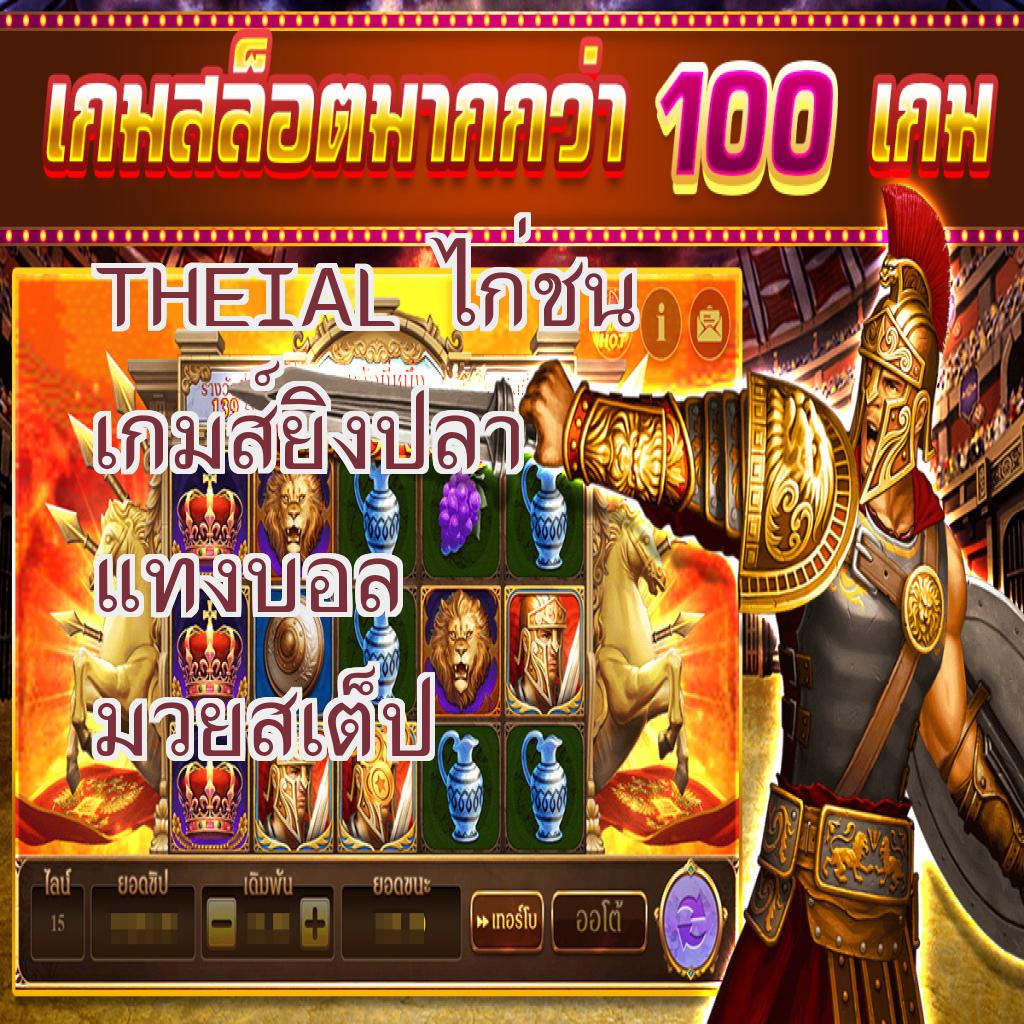 เกมสล็อตมากกว่า 100 เกม
THEIAL ไก่ชน
HOT
139
เกมส์ยิงปลา
แทงบอล
มวยสเต็ป
ไลน์ ยอดชิป เดิมพัน ยอดชนะ
15 เทอร์โบ ออโต้